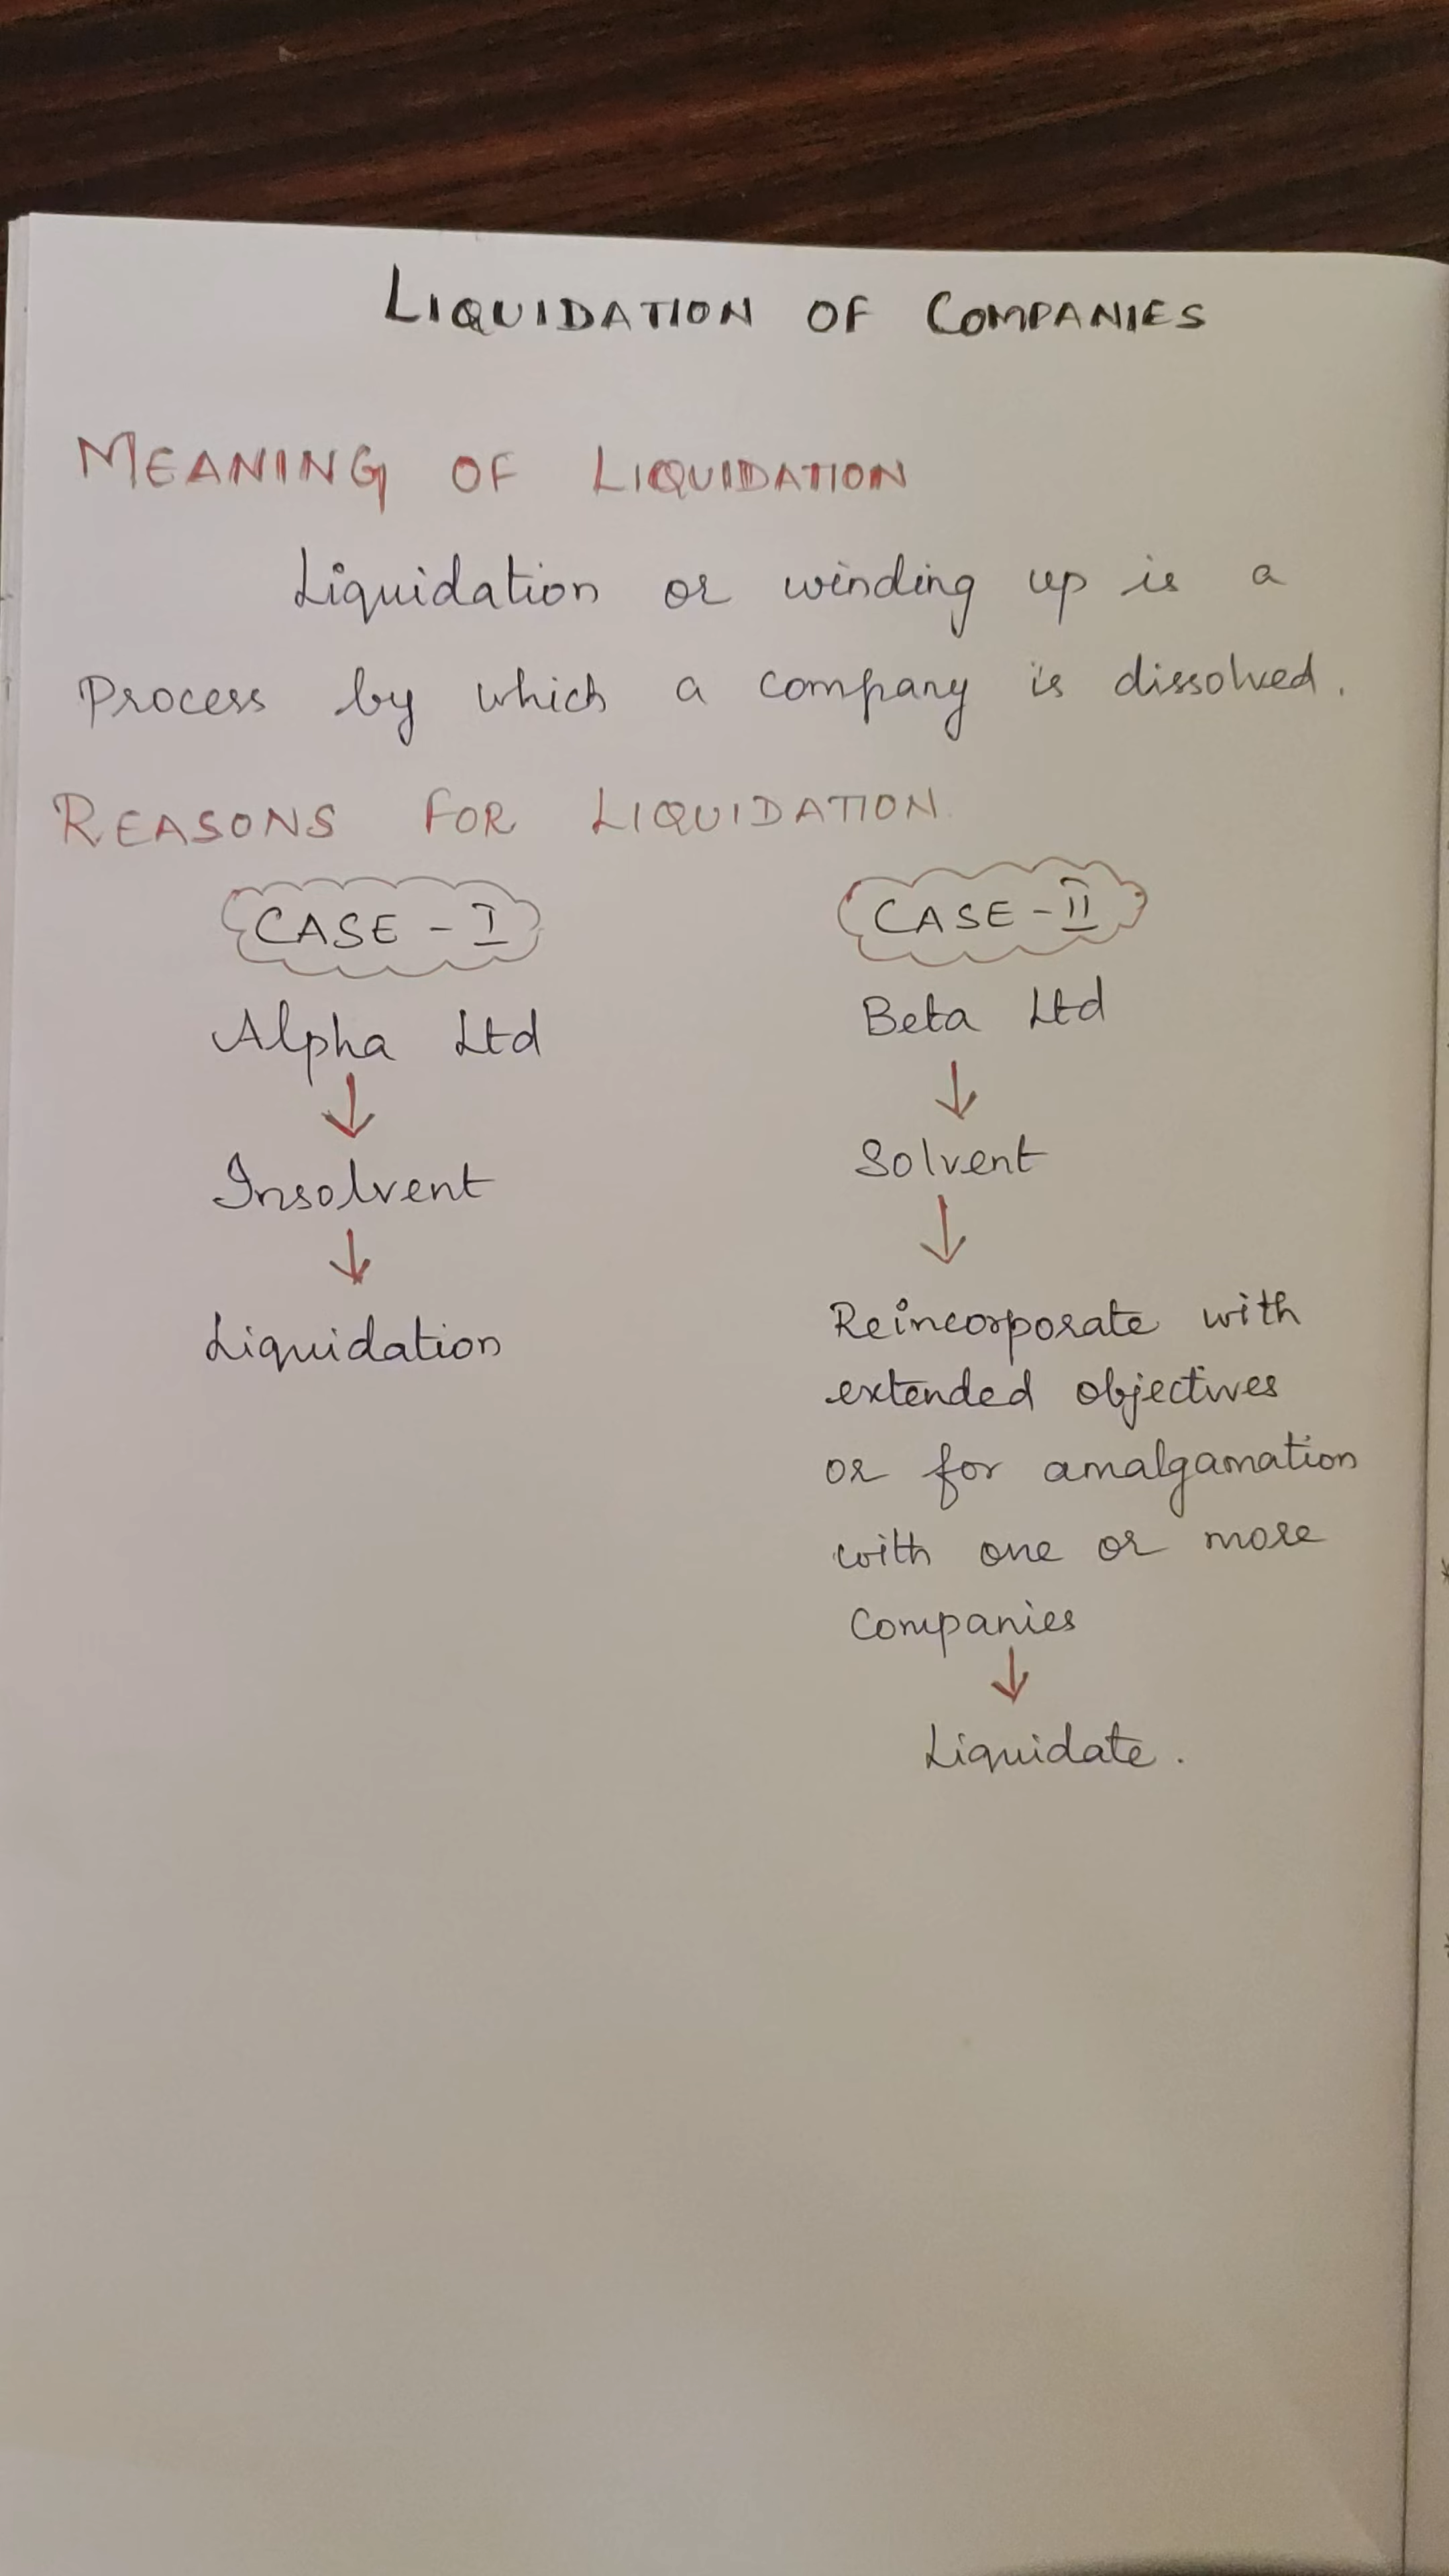 LIQUIDATION OF COMPANIES
MEANING OF LIQUIDATION
Liquidation or winding up is a
Process by which a company is dissolved.
REASONS FOR LIQUIDATION
CASE - I
Alpha Ltd
Insolvent
Liquidation
CASE - II
Beta Ltd
Solvent
Reincorporate with
extended objectives
or for amalgamation
with one or more
Companies
Liquidate.